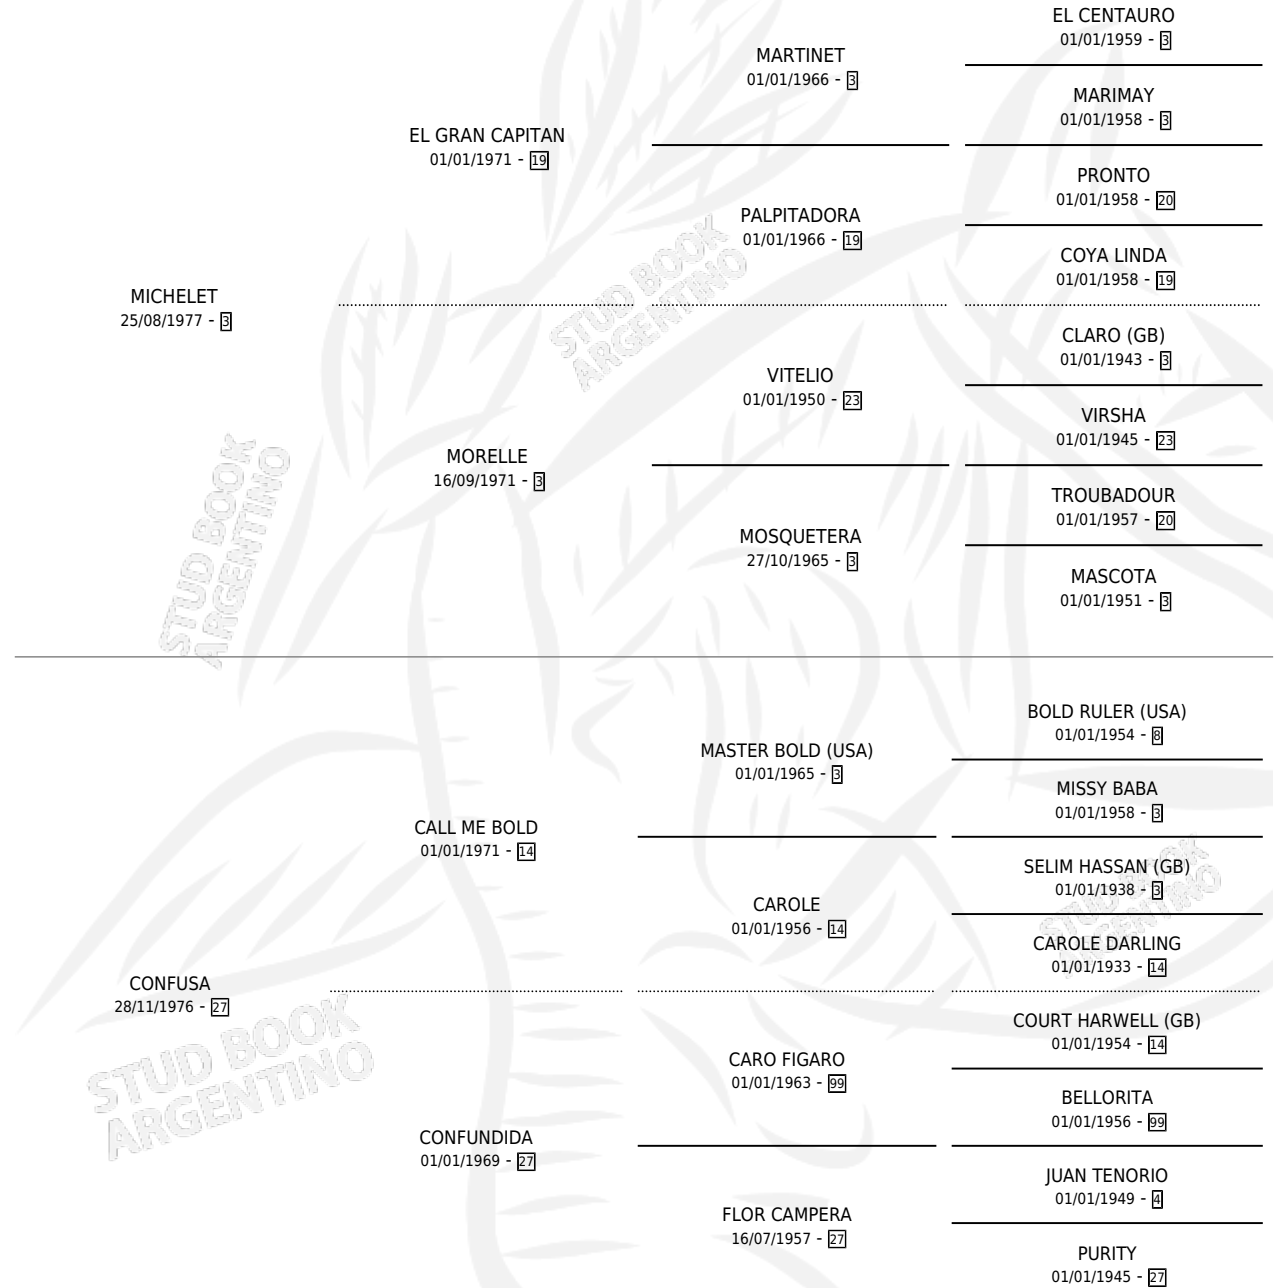 EL CENTAURO
01/01/1959 - 3
MARTINET
01/01/1966 - 3
MARIMAY
01/01/1958 - 3
EL GRAN CAPITAN
01/01/1971 - 19
PRONTO
01/01/1958 - 20
PALPITADORA
01/01/1966 - 19
COYA LINDA
01/01/1958 - 19
MICHELET
25/08/1977 - 3
STUD BOOK
ARGENTINO
CLARO (GB)
01/01/1943 - 3
VITELIO
01/01/1950 - 23
VIRSHA
01/01/1945 - 23
MORELLE
16/09/1971 - 3
TROUBADOUR
01/01/1957 - 20
MOSQUETERA
27/10/1965 - 3
MASCOTA
01/01/1951 - 3
STUD BOOK
ARGENTINO
BOLD RULER (USA)
01/01/1954 - 8
MASTER BOLD (USA)
01/01/1965 - 3
MISSY BABA
01/01/1958 - 3
CALL ME BOLD
01/01/1971 - 14
SELIM HASSAN (GB)
01/01/1938 - 3
CAROLE
01/01/1956 - 14
CAROLE DARLING
01/01/1933 - 14
STUD BOOK
ARGENTINO
CONFUSA
28/11/1976 - 27
COURT HARWELL (GB)
01/01/1954 - 14
CARO FIGARO
01/01/1963 - 99
BELLORITA
01/01/1956 - 99
STUD BOOK
ARGENTINO
CONFUNDIDA
01/01/1969 - 27
JUAN TENORIO
01/01/1949 - 4
FLOR CAMPERA
16/07/1957 - 27
PURITY
01/01/1945 - 27